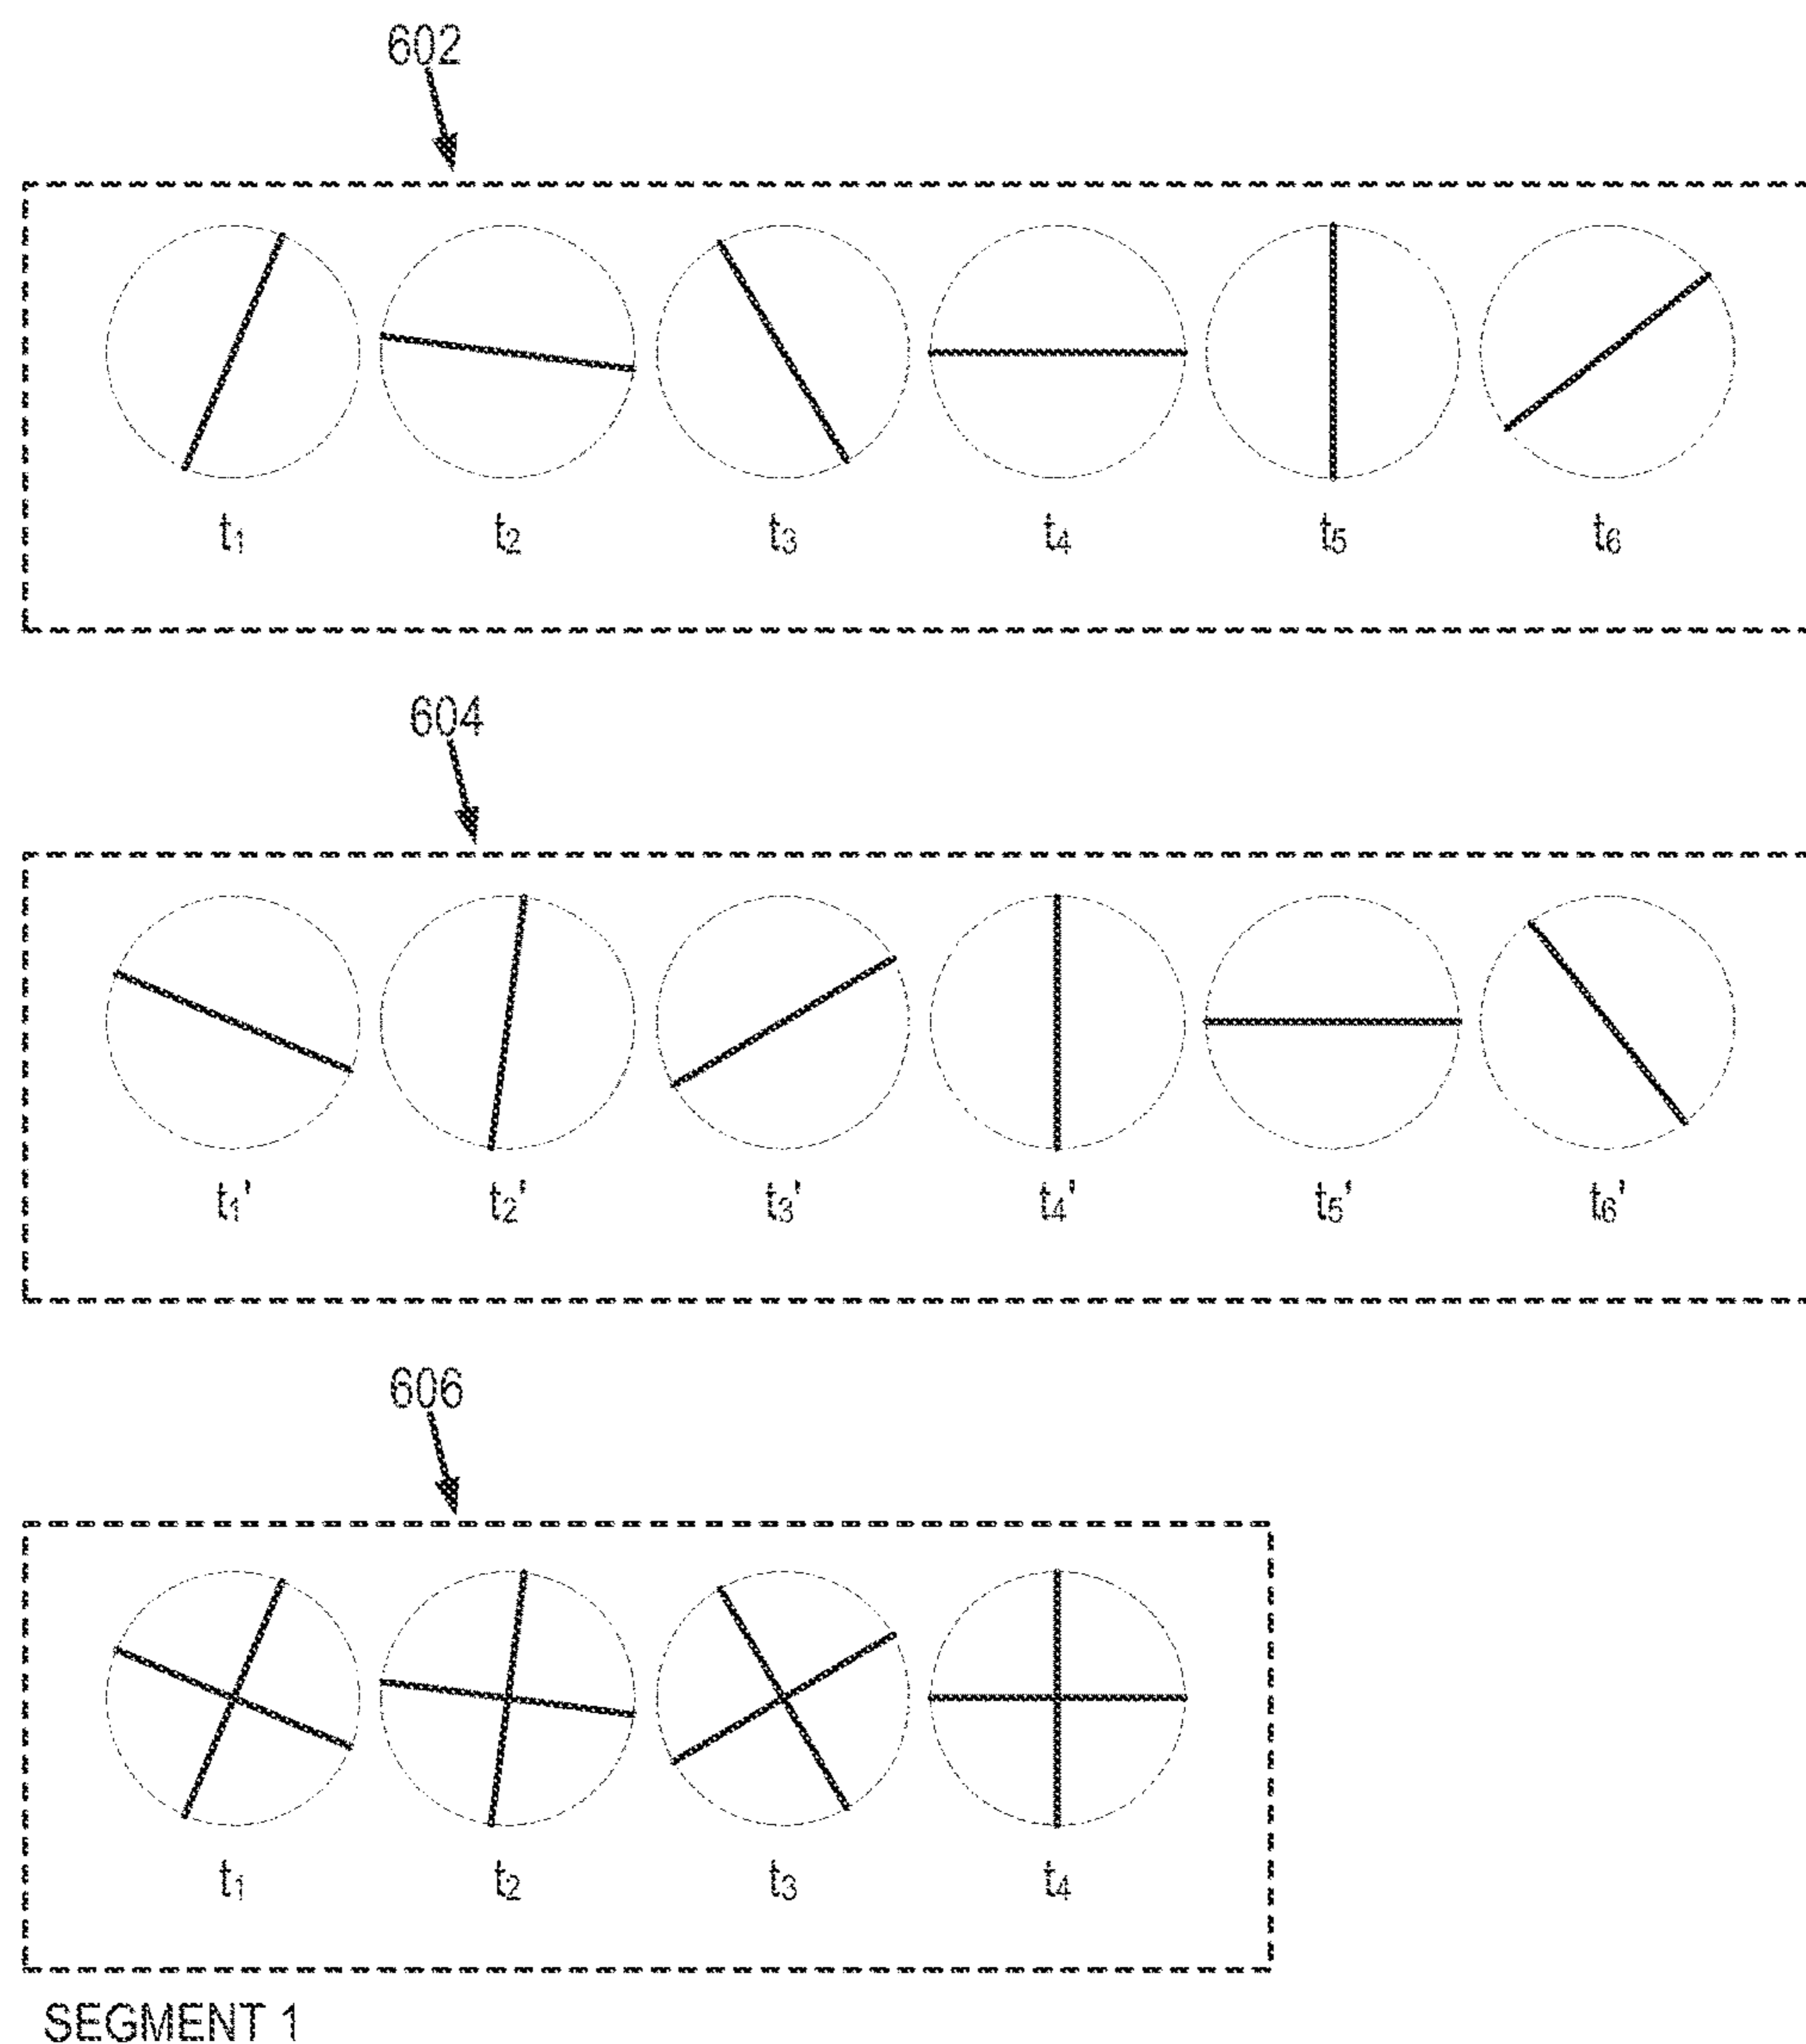 602
t₁ t₂ t₃ t₄ t₅ t₆
604
t₁' t₂' t₃' t₄' t₅' t₆'
606
t₁ t₂ t₃ t₄
SEGMENT 1